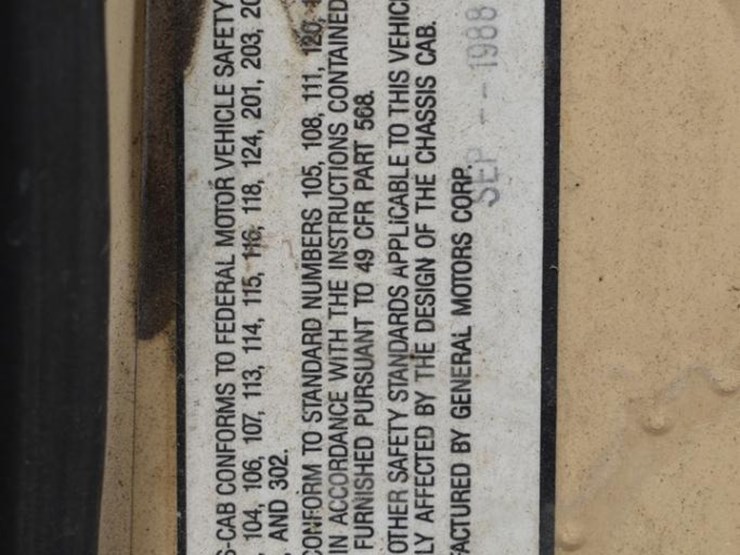 S-CAB CONFORMS TO FEDERAL MOTOR VEHICLE SAFETY
, 104, 106, 107, 113, 114, 115, 116, 118, 124, 201, 203, 20
, AND 302.
CONFORM TO STANDARD NUMBERS 105, 108, 111, 120, 1
IN ACCORDANCE WITH THE INSTRUCTIONS CONTAINED
FURNISHED PURSUANT TO 49 CFR PART 568.
OTHER SAFETY STANDARDS APPLICABLE TO THIS VEHIC
LY AFFECTED BY THE DESIGN OF THE CHASSIS CAB.
FACTURED BY GENERAL MOTORS CORP.
SEP -- 1988